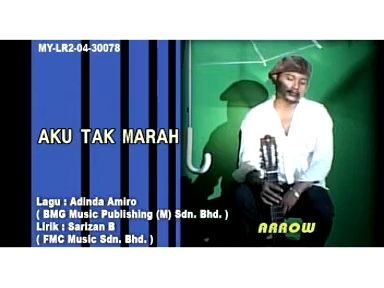 MY-LR2-04-30078
AKU TAK MARAH
Lagu : Adinda Amiro
( BMG Music Publishing (M) Sdn. Bhd. )
Lirik : Sarizan B
( FMC Music Sdn. Bhd. )
ARROW